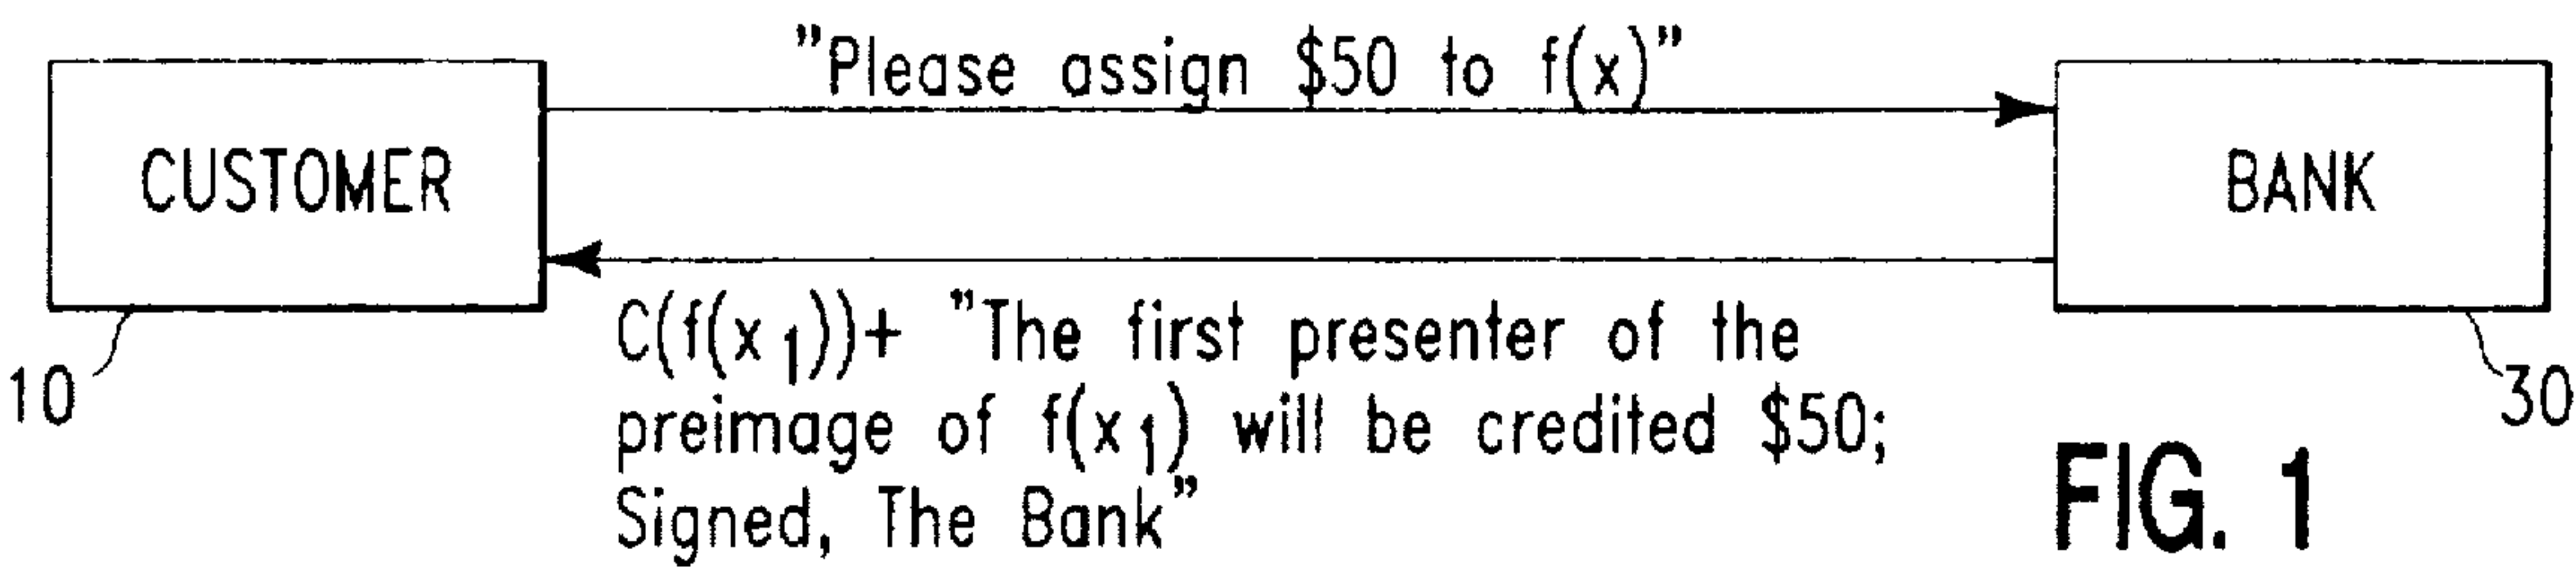 "Please assign $50 to f(x)"
CUSTOMER
BANK
C(f(x₁))+ "The first presenter of the
preimage of f(x₁) will be credited $50;
Signed, The Bank"
10
30
FIG. 1